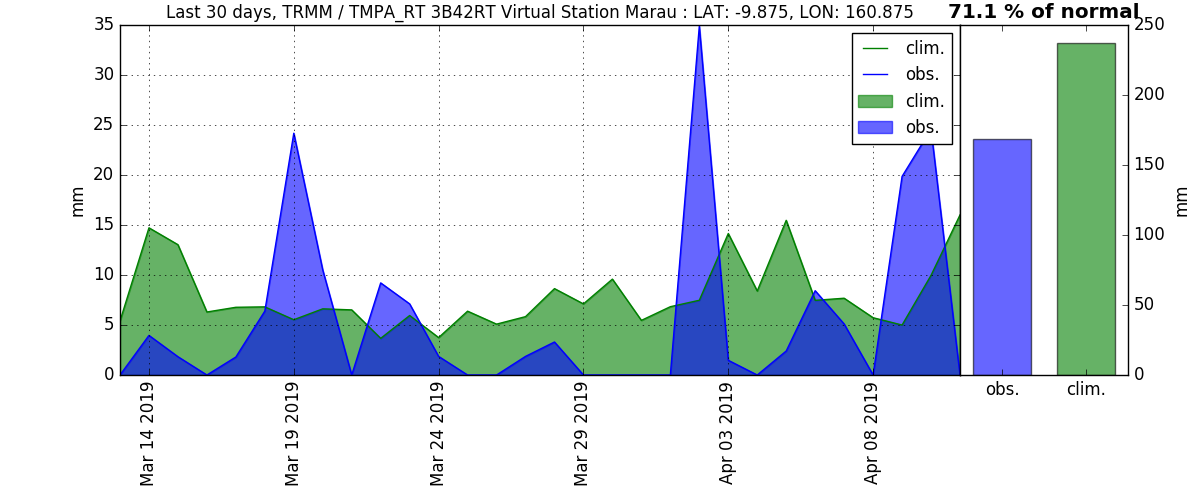 Last 30 days, TRMM / TMPA_RT 3B42RT Virtual Station Marau : LAT: -9.875, LON: 160.875
71.1 % of normal
35
30
25
20
15
10
5
0
mm
clim.
obs.
clim.
obs.
250
200
150
100
50
0
mm
obs.
clim.
Mar 14 2019
Mar 19 2019
Mar 24 2019
Mar 29 2019
Apr 03 2019
Apr 08 2019